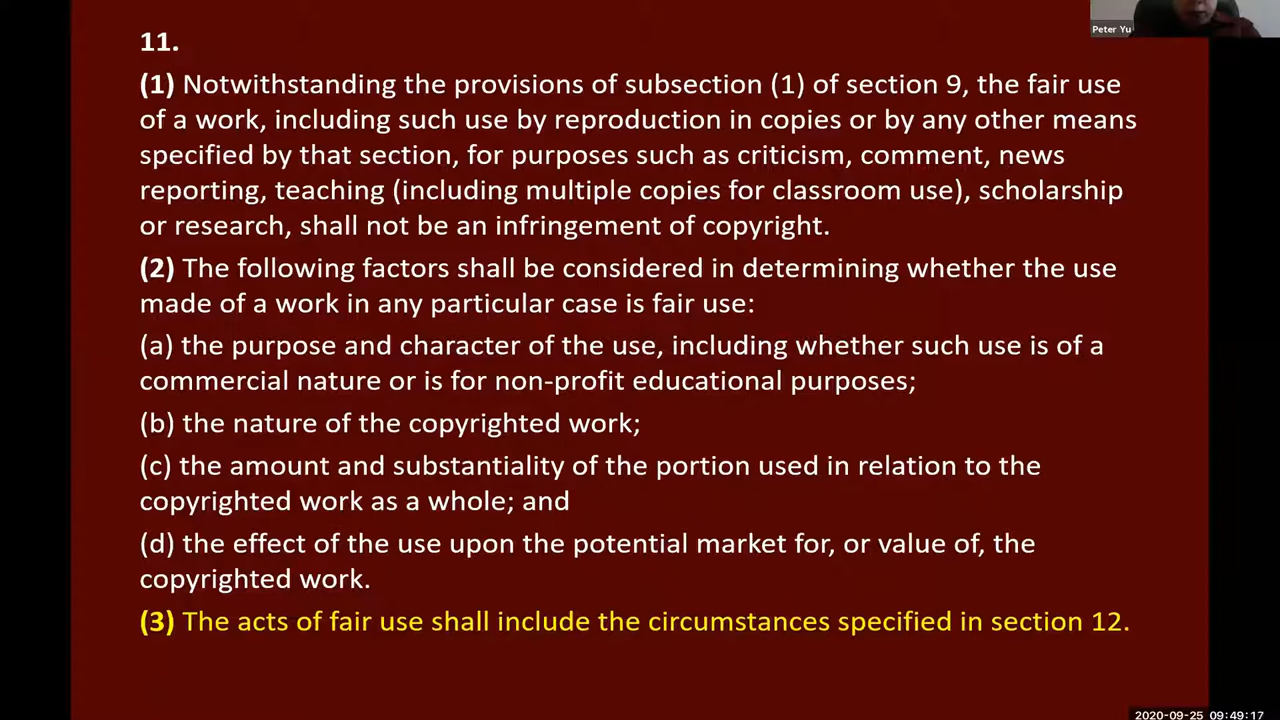 Peter Yu
11.
(1) Notwithstanding the provisions of subsection (1) of section 9, the fair use
of a work, including such use by reproduction in copies or by any other means
specified by that section, for purposes such as criticism, comment, news
reporting, teaching (including multiple copies for classroom use), scholarship
or research, shall not be an infringement of copyright.
(2) The following factors shall be considered in determining whether the use
made of a work in any particular case is fair use:
(a) the purpose and character of the use, including whether such use is of a
commercial nature or is for non-profit educational purposes;
(b) the nature of the copyrighted work;
(c) the amount and substantiality of the portion used in relation to the
copyrighted work as a whole; and
(d) the effect of the use upon the potential market for, or value of, the
copyrighted work.
(3) The acts of fair use shall include the circumstances specified in section 12.
2020-09-25 09:49:17